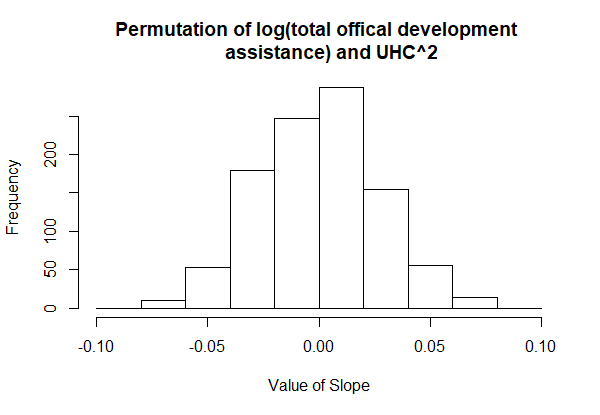 Permutation of log(total offical development
assistance) and UHC^2
Frequency
200
100
50
0
-0.10 -0.05 0.00 0.05 0.10
Value of Slope